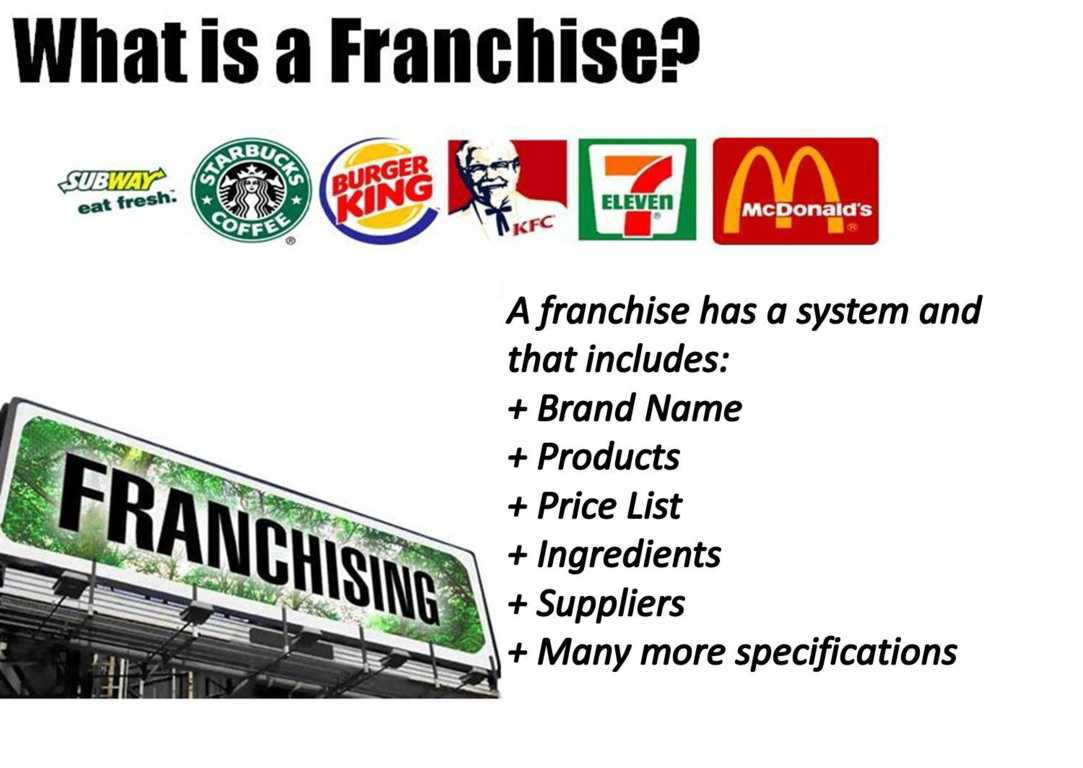 What is a Franchise?
SUBWAY
eat fresh.™
STARBUCKS
COFFEE
®
BURGER
KING
KFC
7
ELEVEn
®
McDonald's
®
A franchise has a system and
that includes:
+ Brand Name
+ Products
+ Price List
+ Ingredients
+ Suppliers
+ Many more specifications
FRANCHISING